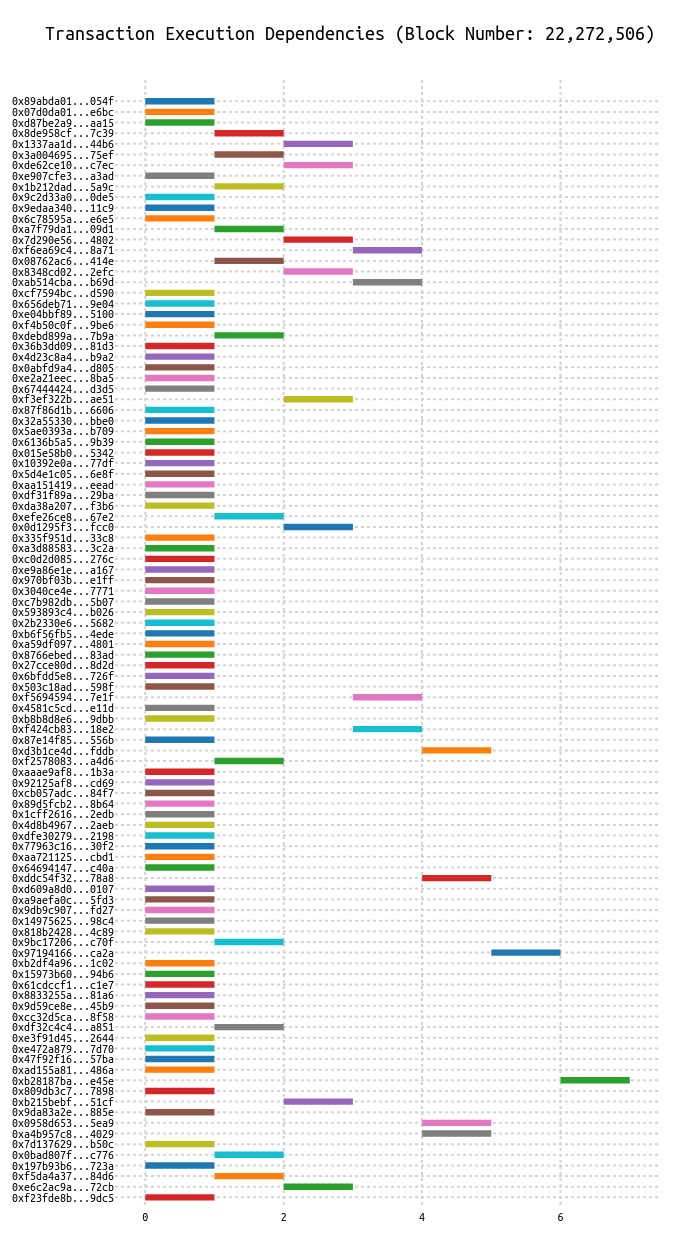 Transaction Execution Dependencies (Block Number: 22,272,506)
0x89abda01...054f
0x07d0da01...e6bc
0xd87be2a9...aa15
0x8de958cf...7c39
0x1337aa1d...44b6
0x3a004695...75ef
0xde62ce10...c7ec
0xe907cfe3...a3ad
0x1b212dad...5a9c
0x9c2d33a0...0de5
0x9edaa340...11c9
0x6c78595a...e6e5
0xa7f79da1...09d1
0x7d290e56...4802
0xf6ea69c4...8a71
0x08762ac6...414e
0x8348cd02...2efc
0xab514cba...b69d
0xcf7594bc...d590
0x656deb71...9e04
0xe04bbf89...5100
0xf4b50c0f...9be6
0xdebd899a...7b9a
0x36b3dd09...81d3
0x4d23c8a4...b9a2
0x0abfd9a4...d805
0xe2a21eec...8ba5
0x67444424...d3d5
0xf3ef322b...ae51
0x87f86d1b...6606
0x32a55330...bbe0
0x5ae0393a...b709
0x6136b5a5...9b39
0x015e58b0...5342
0x10392e0a...77df
0x5d4e1c05...6e8f
0xaa151419...eead
0xdf31f89a...29ba
0xda38a207...f3b6
0xefe26ce8...67e2
0x0d1295f3...fcc0
0x335f951d...33c8
0xa3d88583...3c2a
0xc0d2d085...276c
0xe9a86e1e...a167
0x970bf03b...e1ff
0x3040ce4e...7771
0xc7b982db...5b07
0x593893c4...b026
0x2b2330e6...5682
0xb6f56fb5...4ede
0xa59df097...4801
0x8766ebed...83ad
0x27cce80d...8d2d
0x6bfdd5e8...726f
0x503c18ad...598f
0xf5694594...7e1f
0x4581c5cd...e11d
0xb8b8d8e6...9dbb
0xf424cb83...18e2
0x87e14f85...556b
0xd3b1ce4d...fddb
0xf2578083...a4d6
0xaaae9af8...1b3a
0x92125af8...cd69
0xcb057adc...84f7
0x89d5fcb2...8b64
0x1cff2616...2edb
0x4d8b4967...2aeb
0xdfe30279...2198
0x77963c16...30f2
0xaa721125...cbd1
0x64694147...c40a
0xddc54f32...78a8
0xd609a8d0...0107
0xa9aefa0c...5fd3
0x9db9c907...fd27
0x14975625...98c4
0x818b2428...4c89
0x9bc17206...c70f
0x97194166...ca2a
0xb2df4a96...1c02
0x15973b60...94b6
0x61cdccf1...c1e7
0x8833255a...81a6
0x9d59ce8e...45b9
0xcc32d5ca...8f58
0xdf32c4c4...a851
0xe3f91d45...2644
0xe472a879...7d70
0x47f92f16...57ba
0xad155a81...486a
0xb28187ba...e45e
0x809db3c7...7898
0xb215bebf...51cf
0x9da83a2e...885e
0x0958d653...5ea9
0xa4b957c8...4029
0x7d137629...b50c
0x0bad807f...c776
0x197b93b6...723a
0xf5da4a37...84d6
0xe6c2ac9a...72cb
0xf23fde8b...9dc5
0 2 4 6